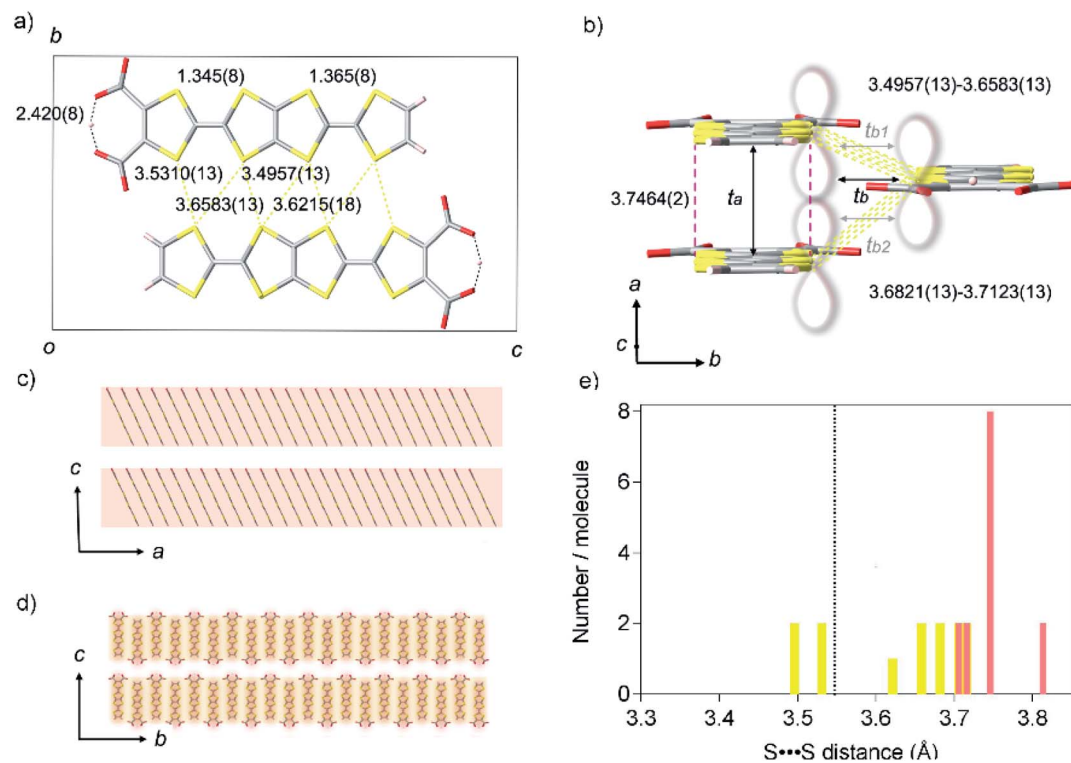 a)
b
1.345(8)
1.365(8)
2.420(8)
3.5310(13)
3.4957(13)
3.6583(13)
3.6215(18)
o
c
b)
3.4957(13)-3.6583(13)
tb1
3.7464(2)
ta
tb
tb2
3.6821(13)-3.7123(13)
a
c
b
c)
c
a
d)
c
b
e)
8
6
4
2
0
Number / molecule
3.3
3.4
3.5
3.6
3.7
3.8
S•••S distance (Å)